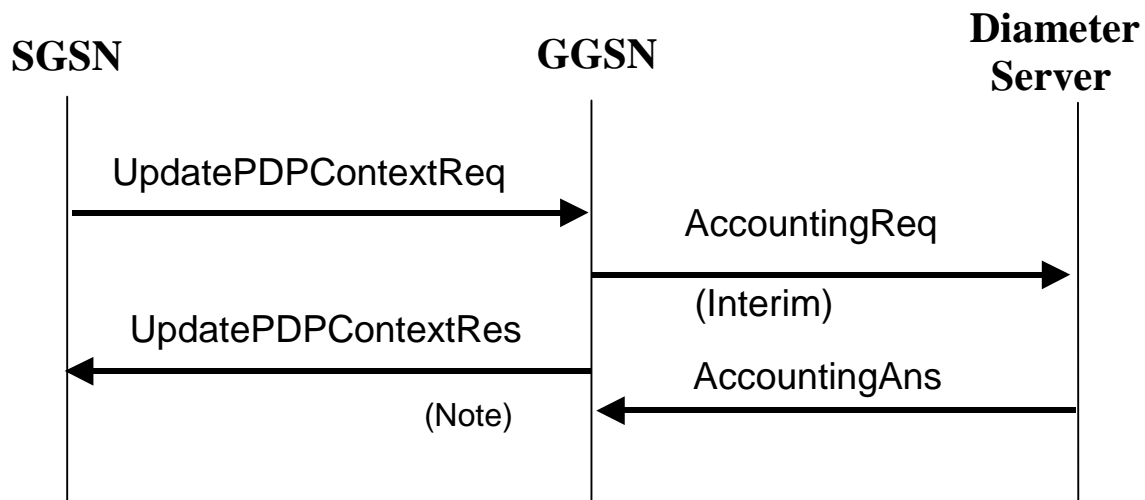 SGSN
GGSN
Diameter
Server
UpdatePDPContextReq
AccountingReq
(Interim)
UpdatePDPContextRes
AccountingAns
(Note)